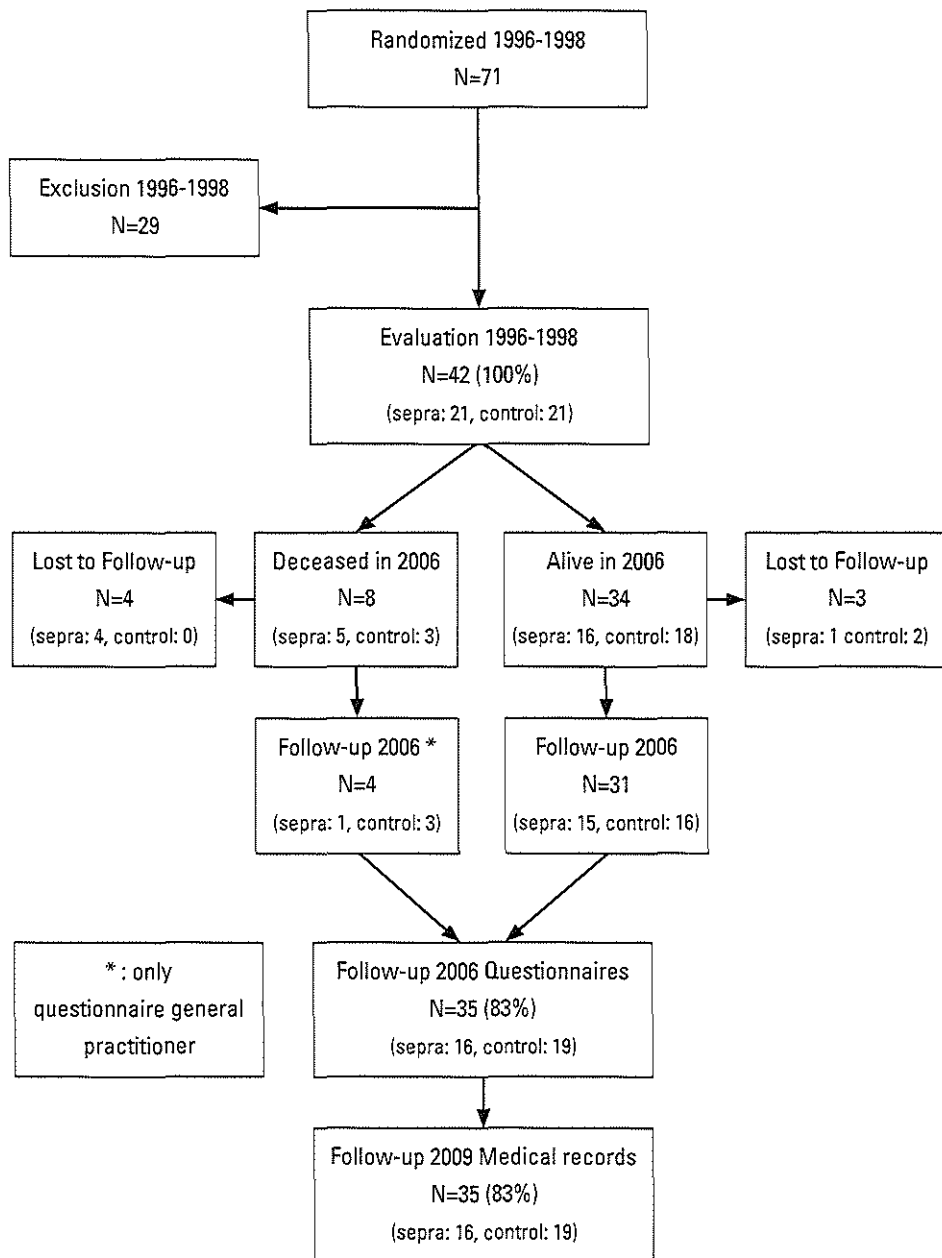 Randomized 1996-1998
N=71
Exclusion 1996-1998
N=29
Evaluation 1996-1998
N=42 (100%)
(sepra: 21, control: 21)
Lost to Follow-up
N=4
(sepra: 4, control: 0)
Deceased in 2006
N=8
(sepra: 5, control: 3)
Alive in 2006
N=34
(sepra: 16, control: 18)
Lost to Follow-up
N=3
(sepra: 1 control: 2)
Follow-up 2006 *
N=4
(sepra: 1, control: 3)
Follow-up 2006
N=31
(sepra: 15, control: 16)
* : only
questionnaire general
practitioner
Follow-up 2006 Questionnaires
N=35 (83%)
(sepra: 16, control: 19)
Follow-up 2009 Medical records
N=35 (83%)
(sepra: 16, control: 19)